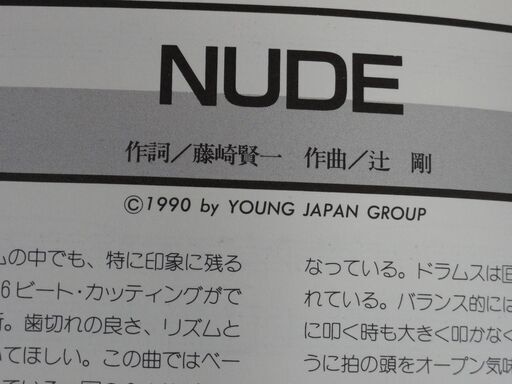 NUDE
作詞／藤崎賢一 作曲／辻 剛
©1990 by YOUNG JAPAN GROUP
ムの中でも、特に印象に残る
6ビート・カッティングがで
所。歯切れの良さ、リズムと
いてほしい。この曲ではベー
なっている。ドラムスは
れている。バランス的には
に叩く時も大きく叩かなく
うに拍の頭をオープン気味